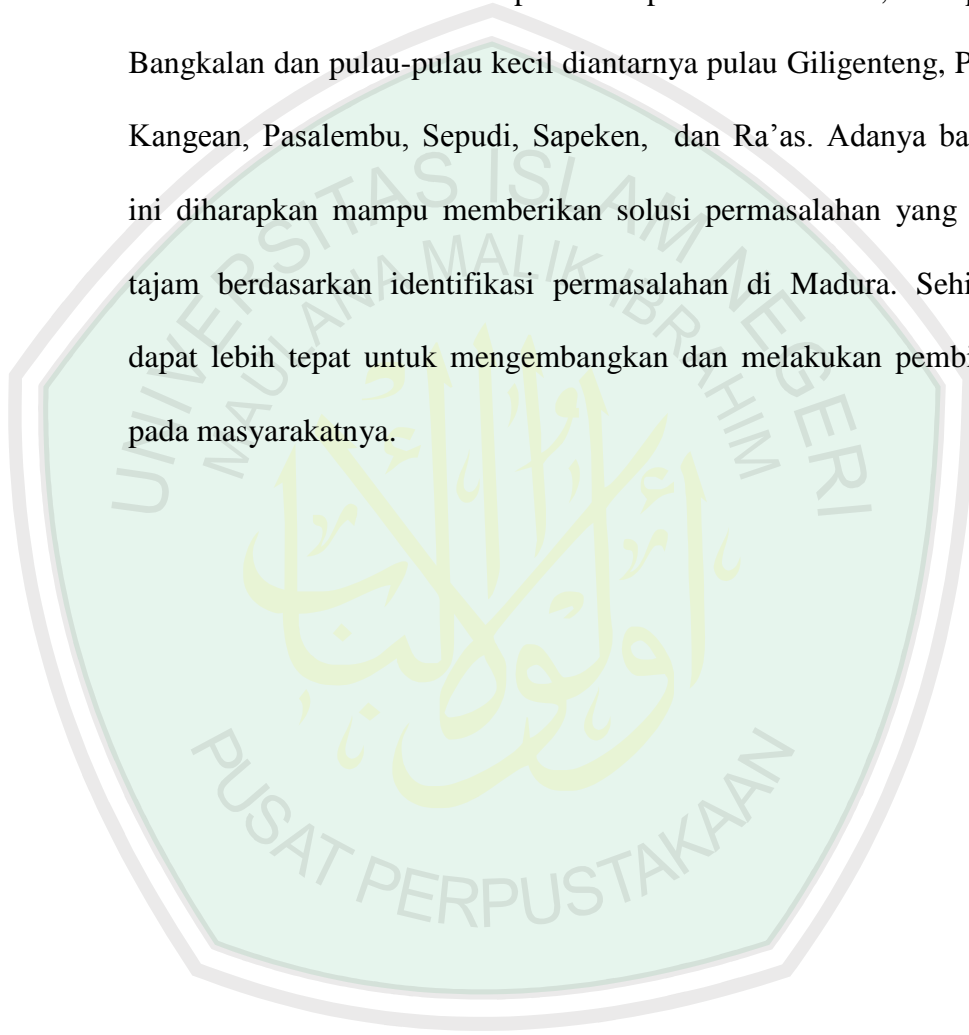 Bangkalan dan pulau-pulau kecil diantarnya pulau Giligenteng, P
Kangean, Pasalembu, Sepudi, Sapeken, dan Ra’as. Adanya ba
ini diharapkan mampu memberikan solusi permasalahan yang
tajam berdasarkan identifikasi permasalahan di Madura. Sehi
dapat lebih tepat untuk mengembangkan dan melakukan pembi
pada masyarakatnya.
UNIVERSITAS ISLAM NEGERI
MAULANA MALIK IBRAHIM
أولو الألباب
PUSAT PERPUSTAKAAN